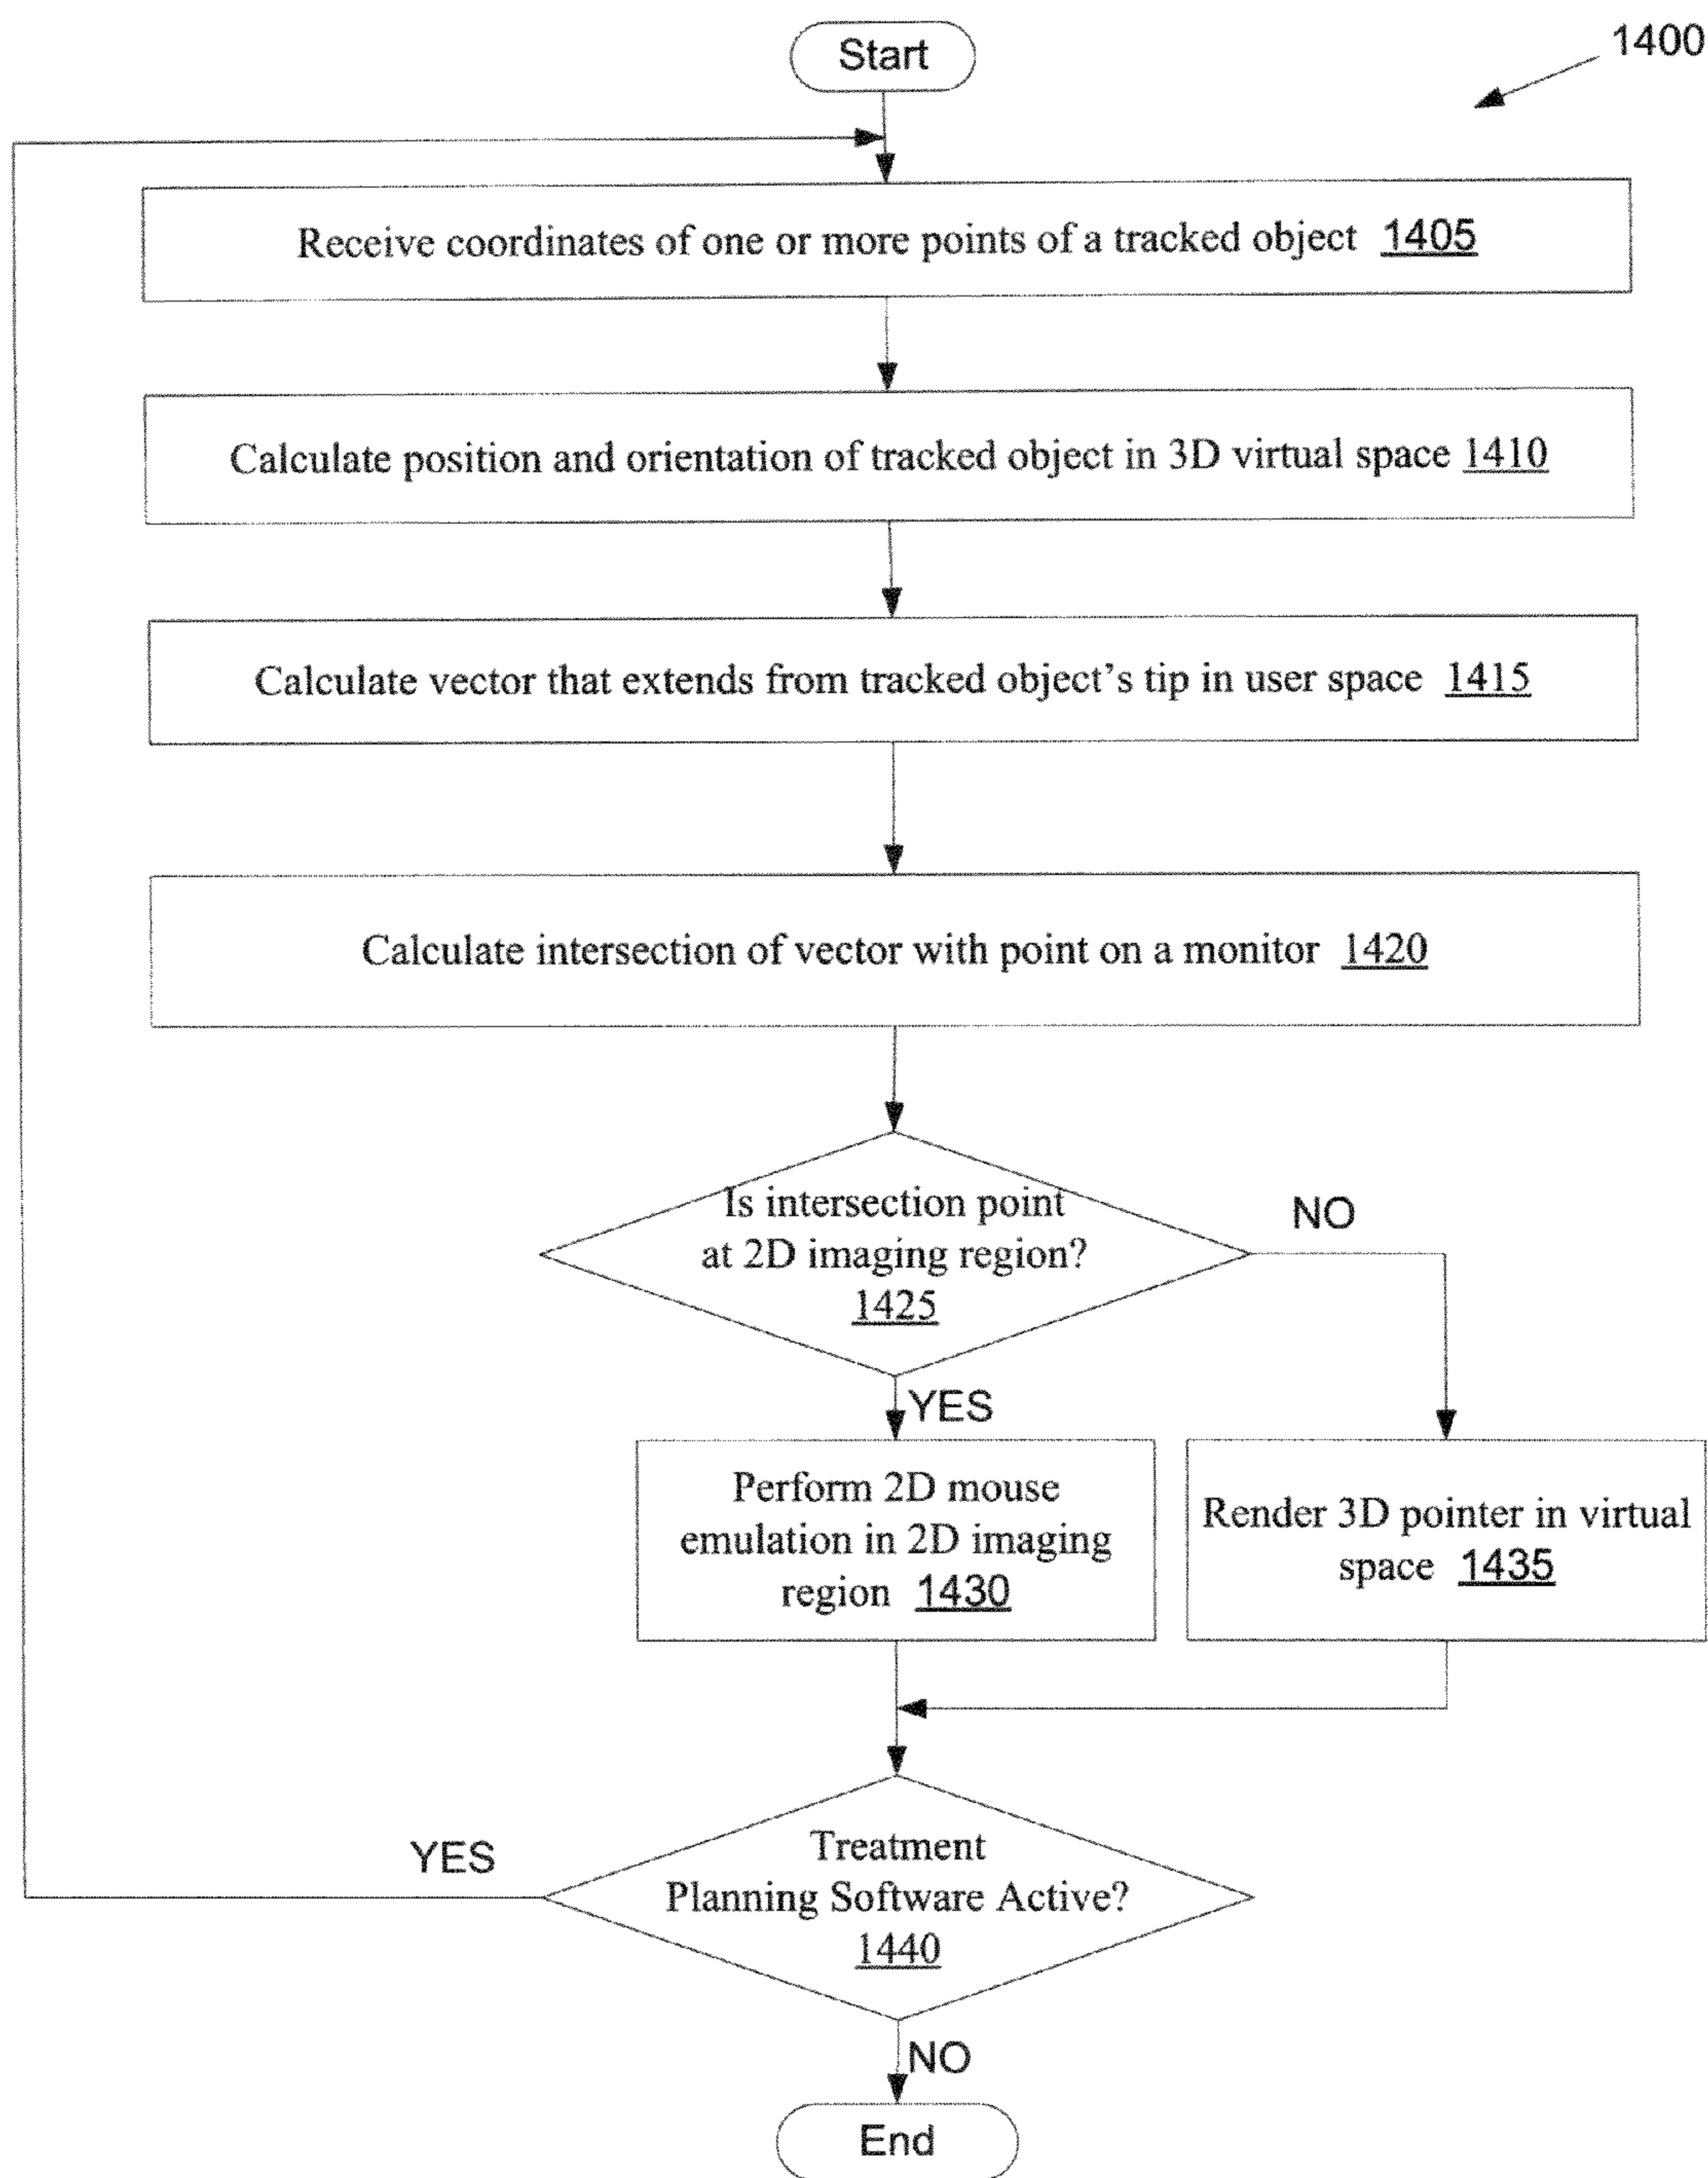 Start
1400
Receive coordinates of one or more points of a tracked object 1405
Calculate position and orientation of tracked object in 3D virtual space 1410
Calculate vector that extends from tracked object's tip in user space 1415
Calculate intersection of vector with point on a monitor 1420
Is intersection point
at 2D imaging region?
1425
NO
YES
Perform 2D mouse
emulation in 2D imaging
region 1430
Render 3D pointer in virtual
space 1435
Treatment
Planning Software Active?
1440
YES
NO
End